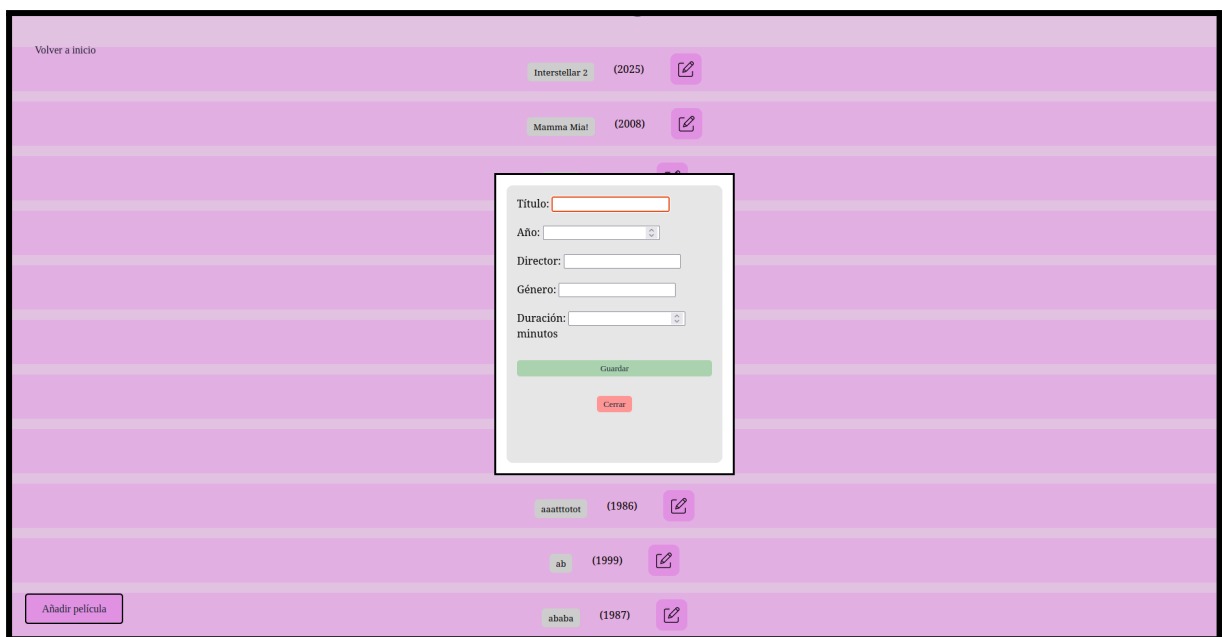 Volver a inicio
Interstellar 2 (2025)
Mamma Mia! (2008)
Título:
Año:
Director:
Género:
Duración:
minutos
Guardar
Cerrar
aaatttotot (1986)
ab (1999)
Añadir película
ababa (1987)